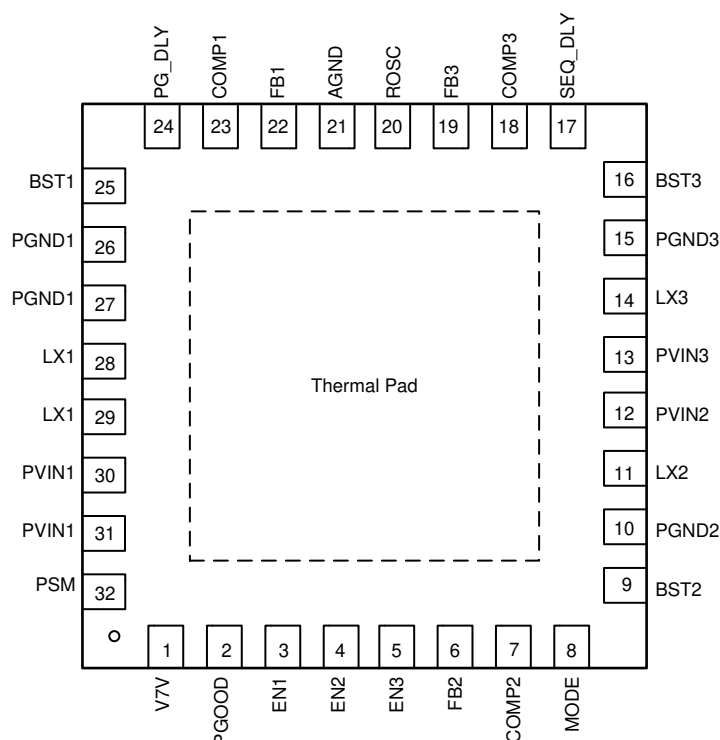 PG_DLY
COMP1
FB1
AGND
ROSC
FB3
COMP3
SEQ_DLY
24
23
22
21
20
19
18
17
BST1
25
16
BST3
PGND1
26
15
PGND3
PGND1
27
14
LX3
LX1
28
13
PVIN3
LX1
29
12
PVIN2
PVIN1
30
11
LX2
PVIN1
31
10
PGND2
PSM
32
9
BST2
Thermal Pad
1
2
3
4
5
6
7
8
V7V
PGOOD
EN1
EN2
EN3
FB2
COMP2
MODE